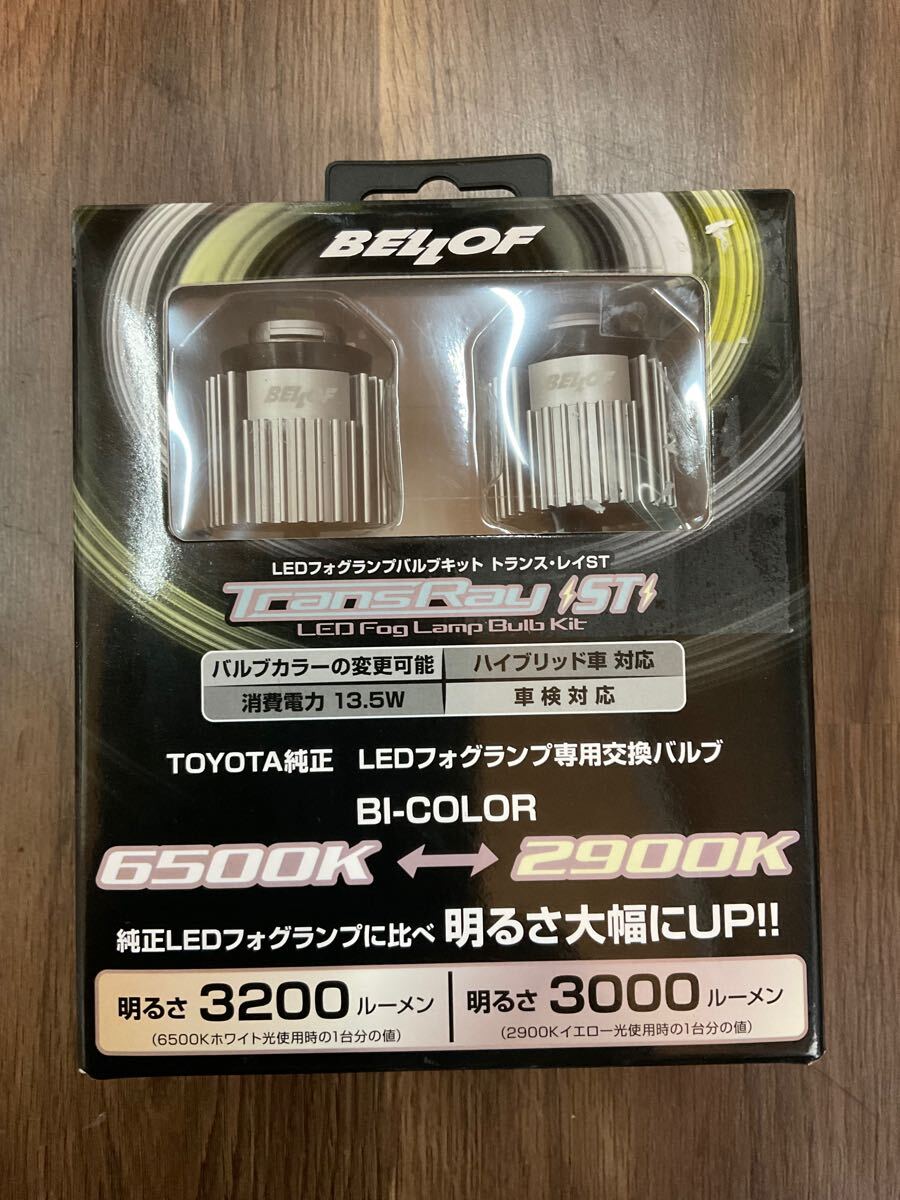 BELLOF
BELLOF
BELLOF
LEDフォグランプバルブキット トランス・レイST
TransRay ST
LED Fog Lamp Bulb Kit
バルブカラーの変更可能
ハイブリッド車 対応
消費電力 13.5W
車検対応
TOYOTA純正 LEDフォグランプ専用交換バルブ
BI-COLOR
6500K ↔ 2900K
純正LEDフォグランプに比べ 明るさ大幅にUP!!
明るさ 3200 ルーメン
(6500Kホワイト光使用時の1台分の値)
明るさ 3000 ルーメン
(2900Kイエロー光使用時の1台分の値)